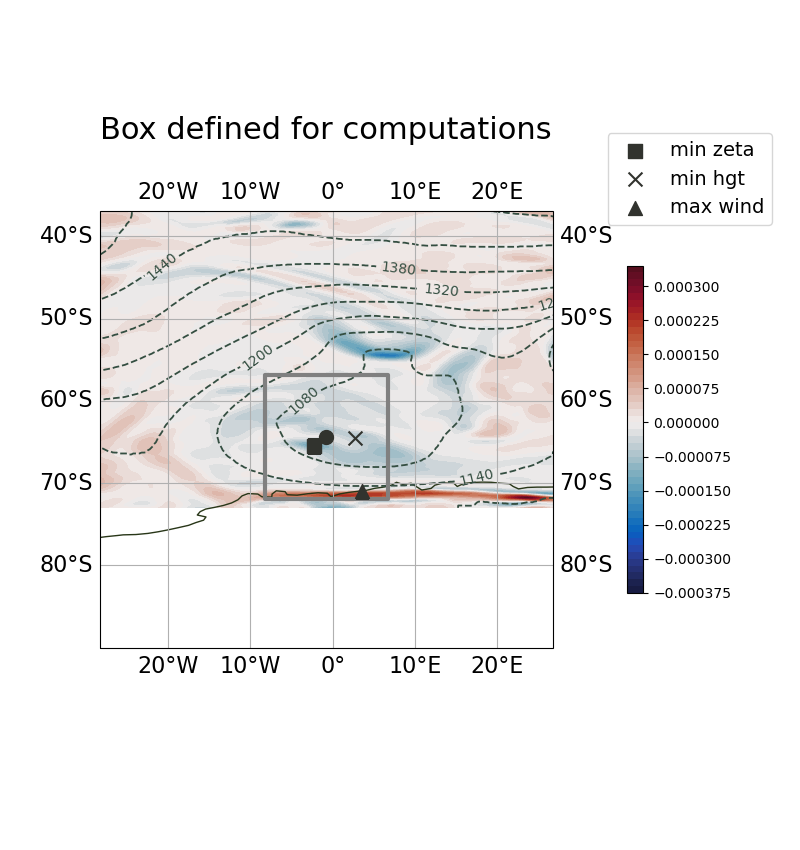 Box defined for computations
min zeta
min hgt
max wind
20°W 10°W 0° 10°E 20°E
40°S 40°S
50°S 50°S
60°S 60°S
70°S 70°S
80°S 80°S
20°W 10°W 0° 10°E 20°E
1440
1380
1320
12
1200
1080
1140
0.000300
0.000225
0.000150
0.000075
0.000000
−0.000075
−0.000150
−0.000225
−0.000300
−0.000375